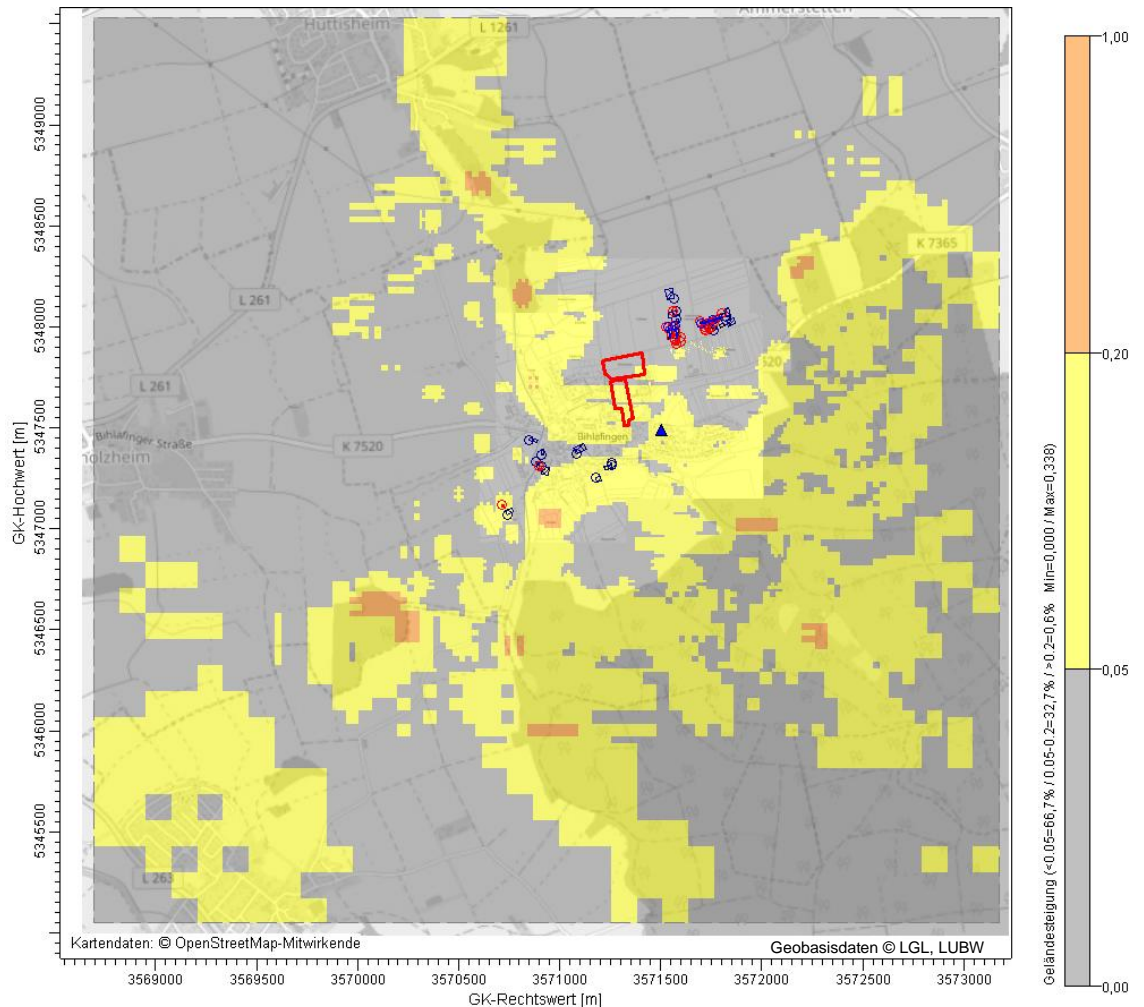 Hüttisheim
L 1261
Ammerstetten
K 7365
L 261
520
L 261
Bihlafinger Straße
holzheim
K 7520
Bihlafingen
L 263
Kartendaten: © OpenStreetMap-Mitwirkende
Geobasisdaten © LGL, LUBW
GK-Hochwert [m]
5349000
5348500
5348000
5347500
5347000
5346500
5346000
5345500
3569000 3569500 3570000 3570500 3571000 3571500 3572000 3572500 3573000
GK-Rechtswert [m]
Geländesteigung (<0.05=66,7% / 0.05-0.2=32,7% / >0.2=0,6% Min=0,000 / Max=0,338)
1,00
0,20
0,05
0,00